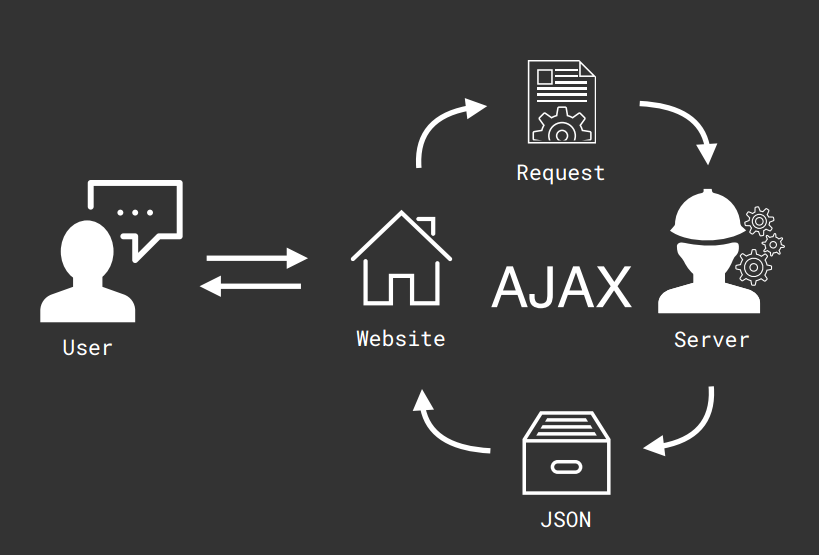 Request
AJAX
User
Website
Server
JSON